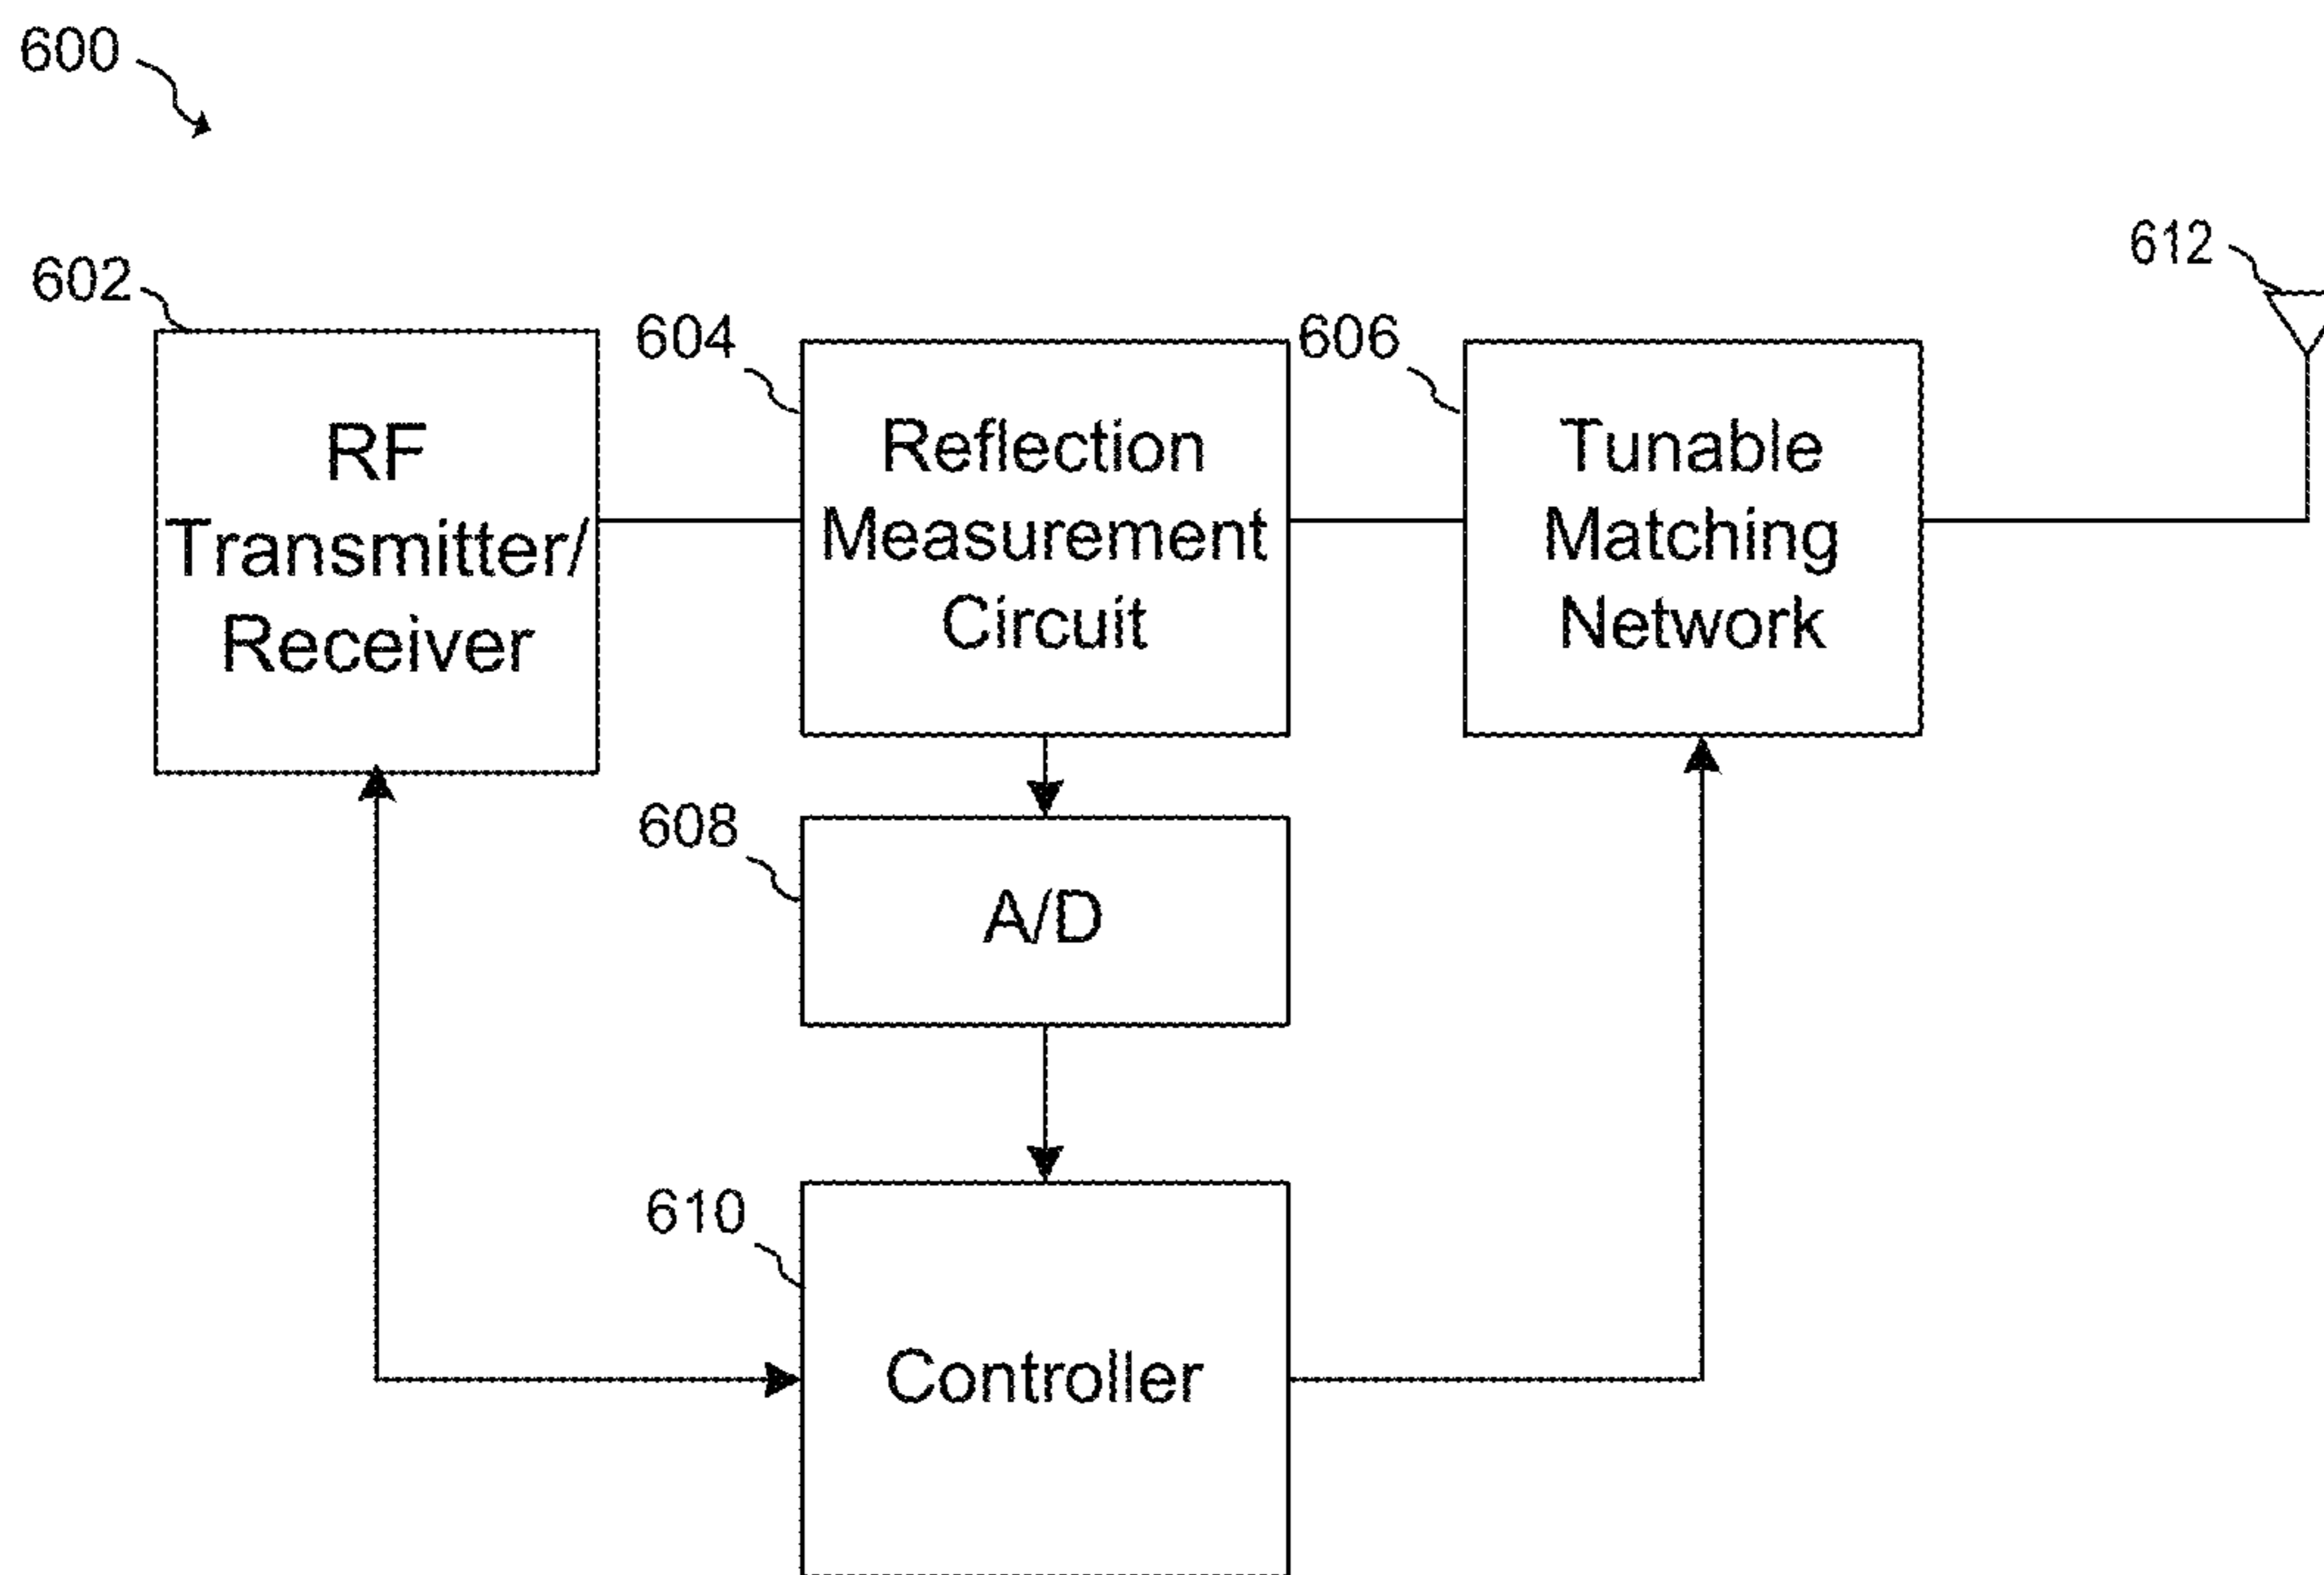 600
602
RF
Transmitter/
Receiver
604
Reflection
Measurement
Circuit
606
Tunable
Matching
Network
612
608
A/D
610
Controller